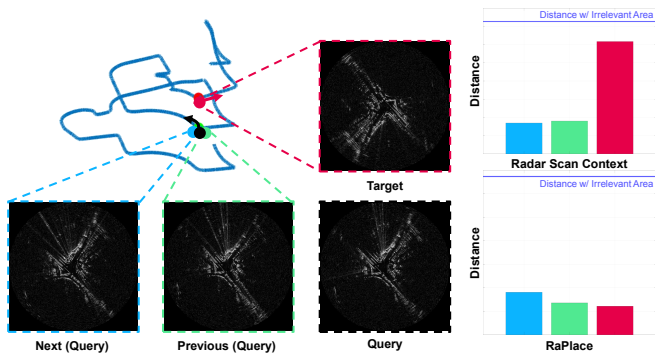 Distance w/ Irrelevant Area
Distance
Radar Scan Context
Target
Distance w/ Irrelevant Area
Distance
RaPlace
Next (Query)
Previous (Query)
Query